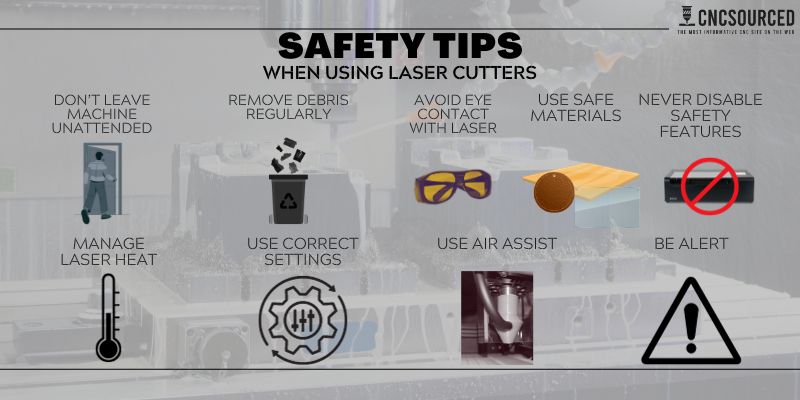 CNCSOURCED
THE MOST INFORMATIVE CNC SITE ON THE WEB
SAFETY TIPS
WHEN USING LASER CUTTERS
DON'T LEAVE
MACHINE
UNATTENDED
REMOVE DEBRIS
REGULARLY
AVOID EYE
CONTACT
WITH LASER
USE SAFE
MATERIALS
NEVER DISABLE
SAFETY
FEATURES
MANAGE
LASER HEAT
USE CORRECT
SETTINGS
USE AIR ASSIST
BE ALERT